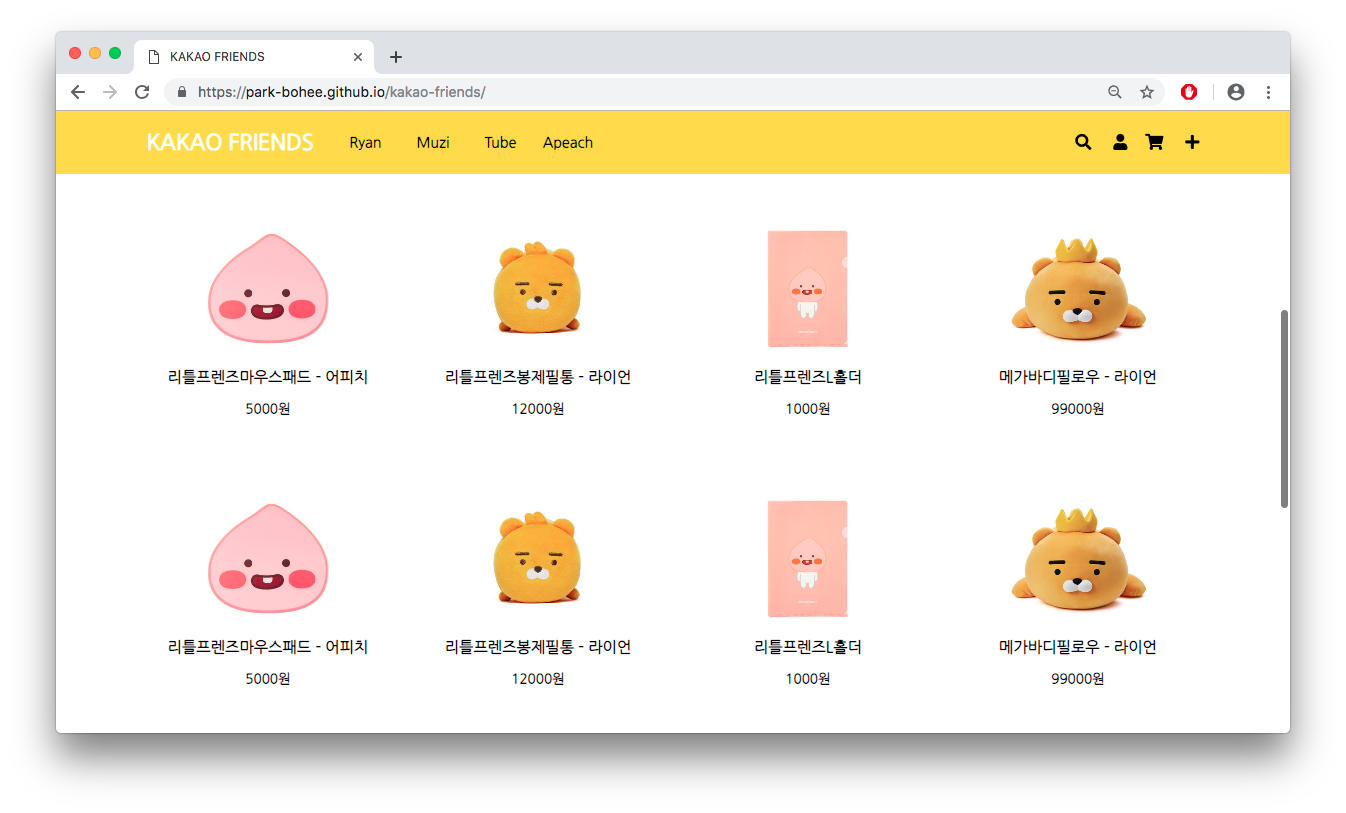 KAKAO FRIENDS
https://park-bohee.github.io/kakao-friends/
KAKAO FRIENDS Ryan Muzi Tube Apeach
리틀프렌즈마우스패드 - 어피치 리틀프렌즈봉제필통 - 라이언 리틀프렌즈L홀더 메가바디필로우 - 라이언
5000원 12000원 1000원 99000원
리틀프렌즈마우스패드 - 어피치 리틀프렌즈봉제필통 - 라이언 리틀프렌즈L홀더 메가바디필로우 - 라이언
5000원 12000원 1000원 99000원